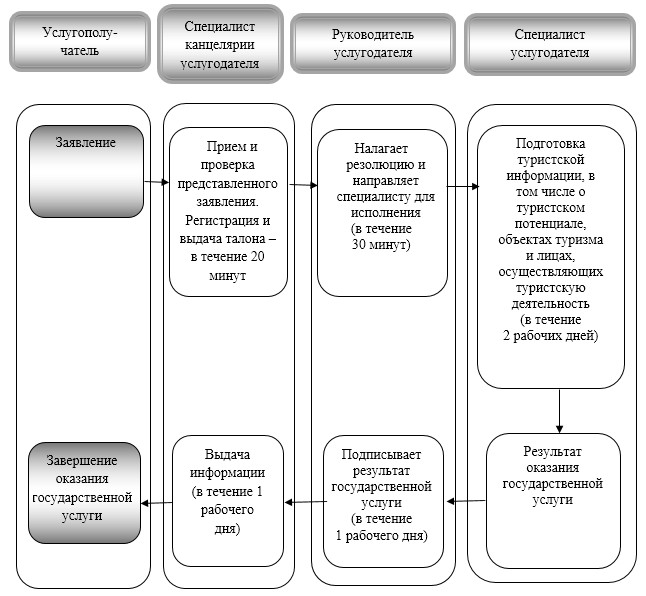 Услугополу-
чатель
Специалист
канцелярии
услугодателя
Руководитель
услугодателя
Специалист
услугодателя
Заявление
Прием и
проверка
представленного
заявления.
Регистрация и
выдача талона –
в течение 20
минут
Налагает
резолюцию и
направляет
специалисту для
исполнения
(в течение
30 минут)
Подготовка
туристской
информации, в
том числе о
туристском
потенциале,
объектах туризма
и лицах,
осуществляющих
туристскую
деятельность
(в течение
2 рабочих дней)
Завершение
оказания
государственной
услуги
Выдача
информации
(в течение 1
рабочего
дня)
Подписывает
результат
государственной
услуги
(в течение
1 рабочего дня)
Результат
оказания
государственной
услуги